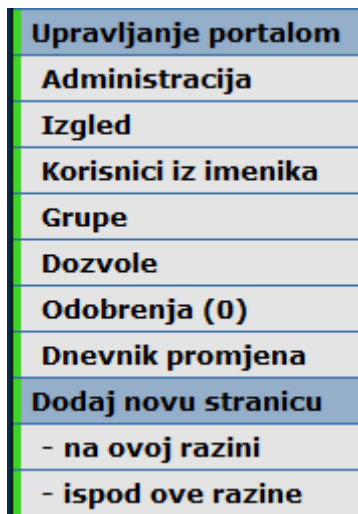 Upravljanje portalom
Administracija
Izgled
Korisnici iz imenika
Grupe
Dozvole
Odobrenja (0)
Dnevnik promjena
Dodaj novu stranicu
- na ovoj razini
- ispod ove razine